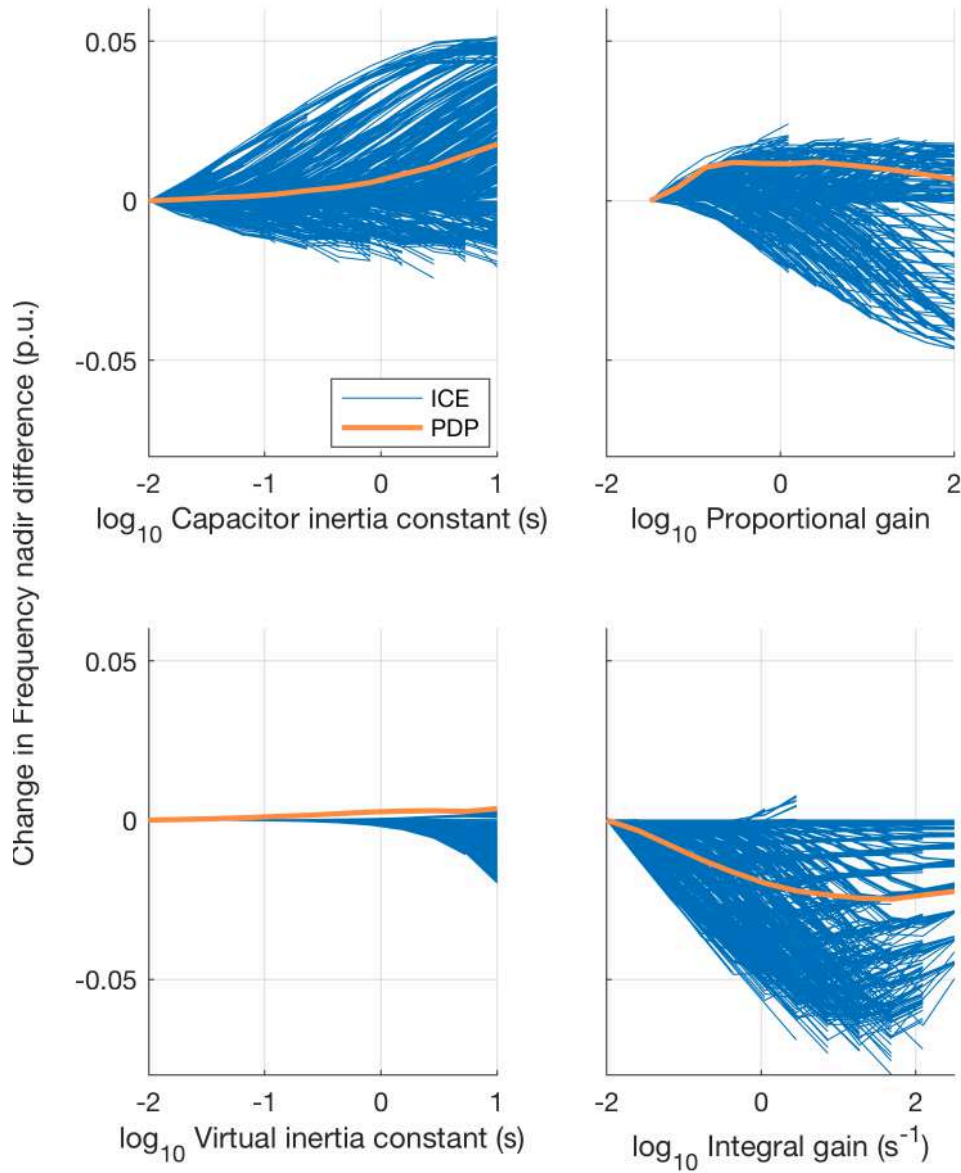 Change in Frequency nadir difference (p.u.)
0.05
0
-0.05
ICE
PDP
-2 -1 0 1
log10 Capacitor inertia constant (s)
-2 0 2
log10 Proportional gain
0.05
0
-0.05
-2 -1 0 1
log10 Virtual inertia constant (s)
-2 0 2
log10 Integral gain (s-1)